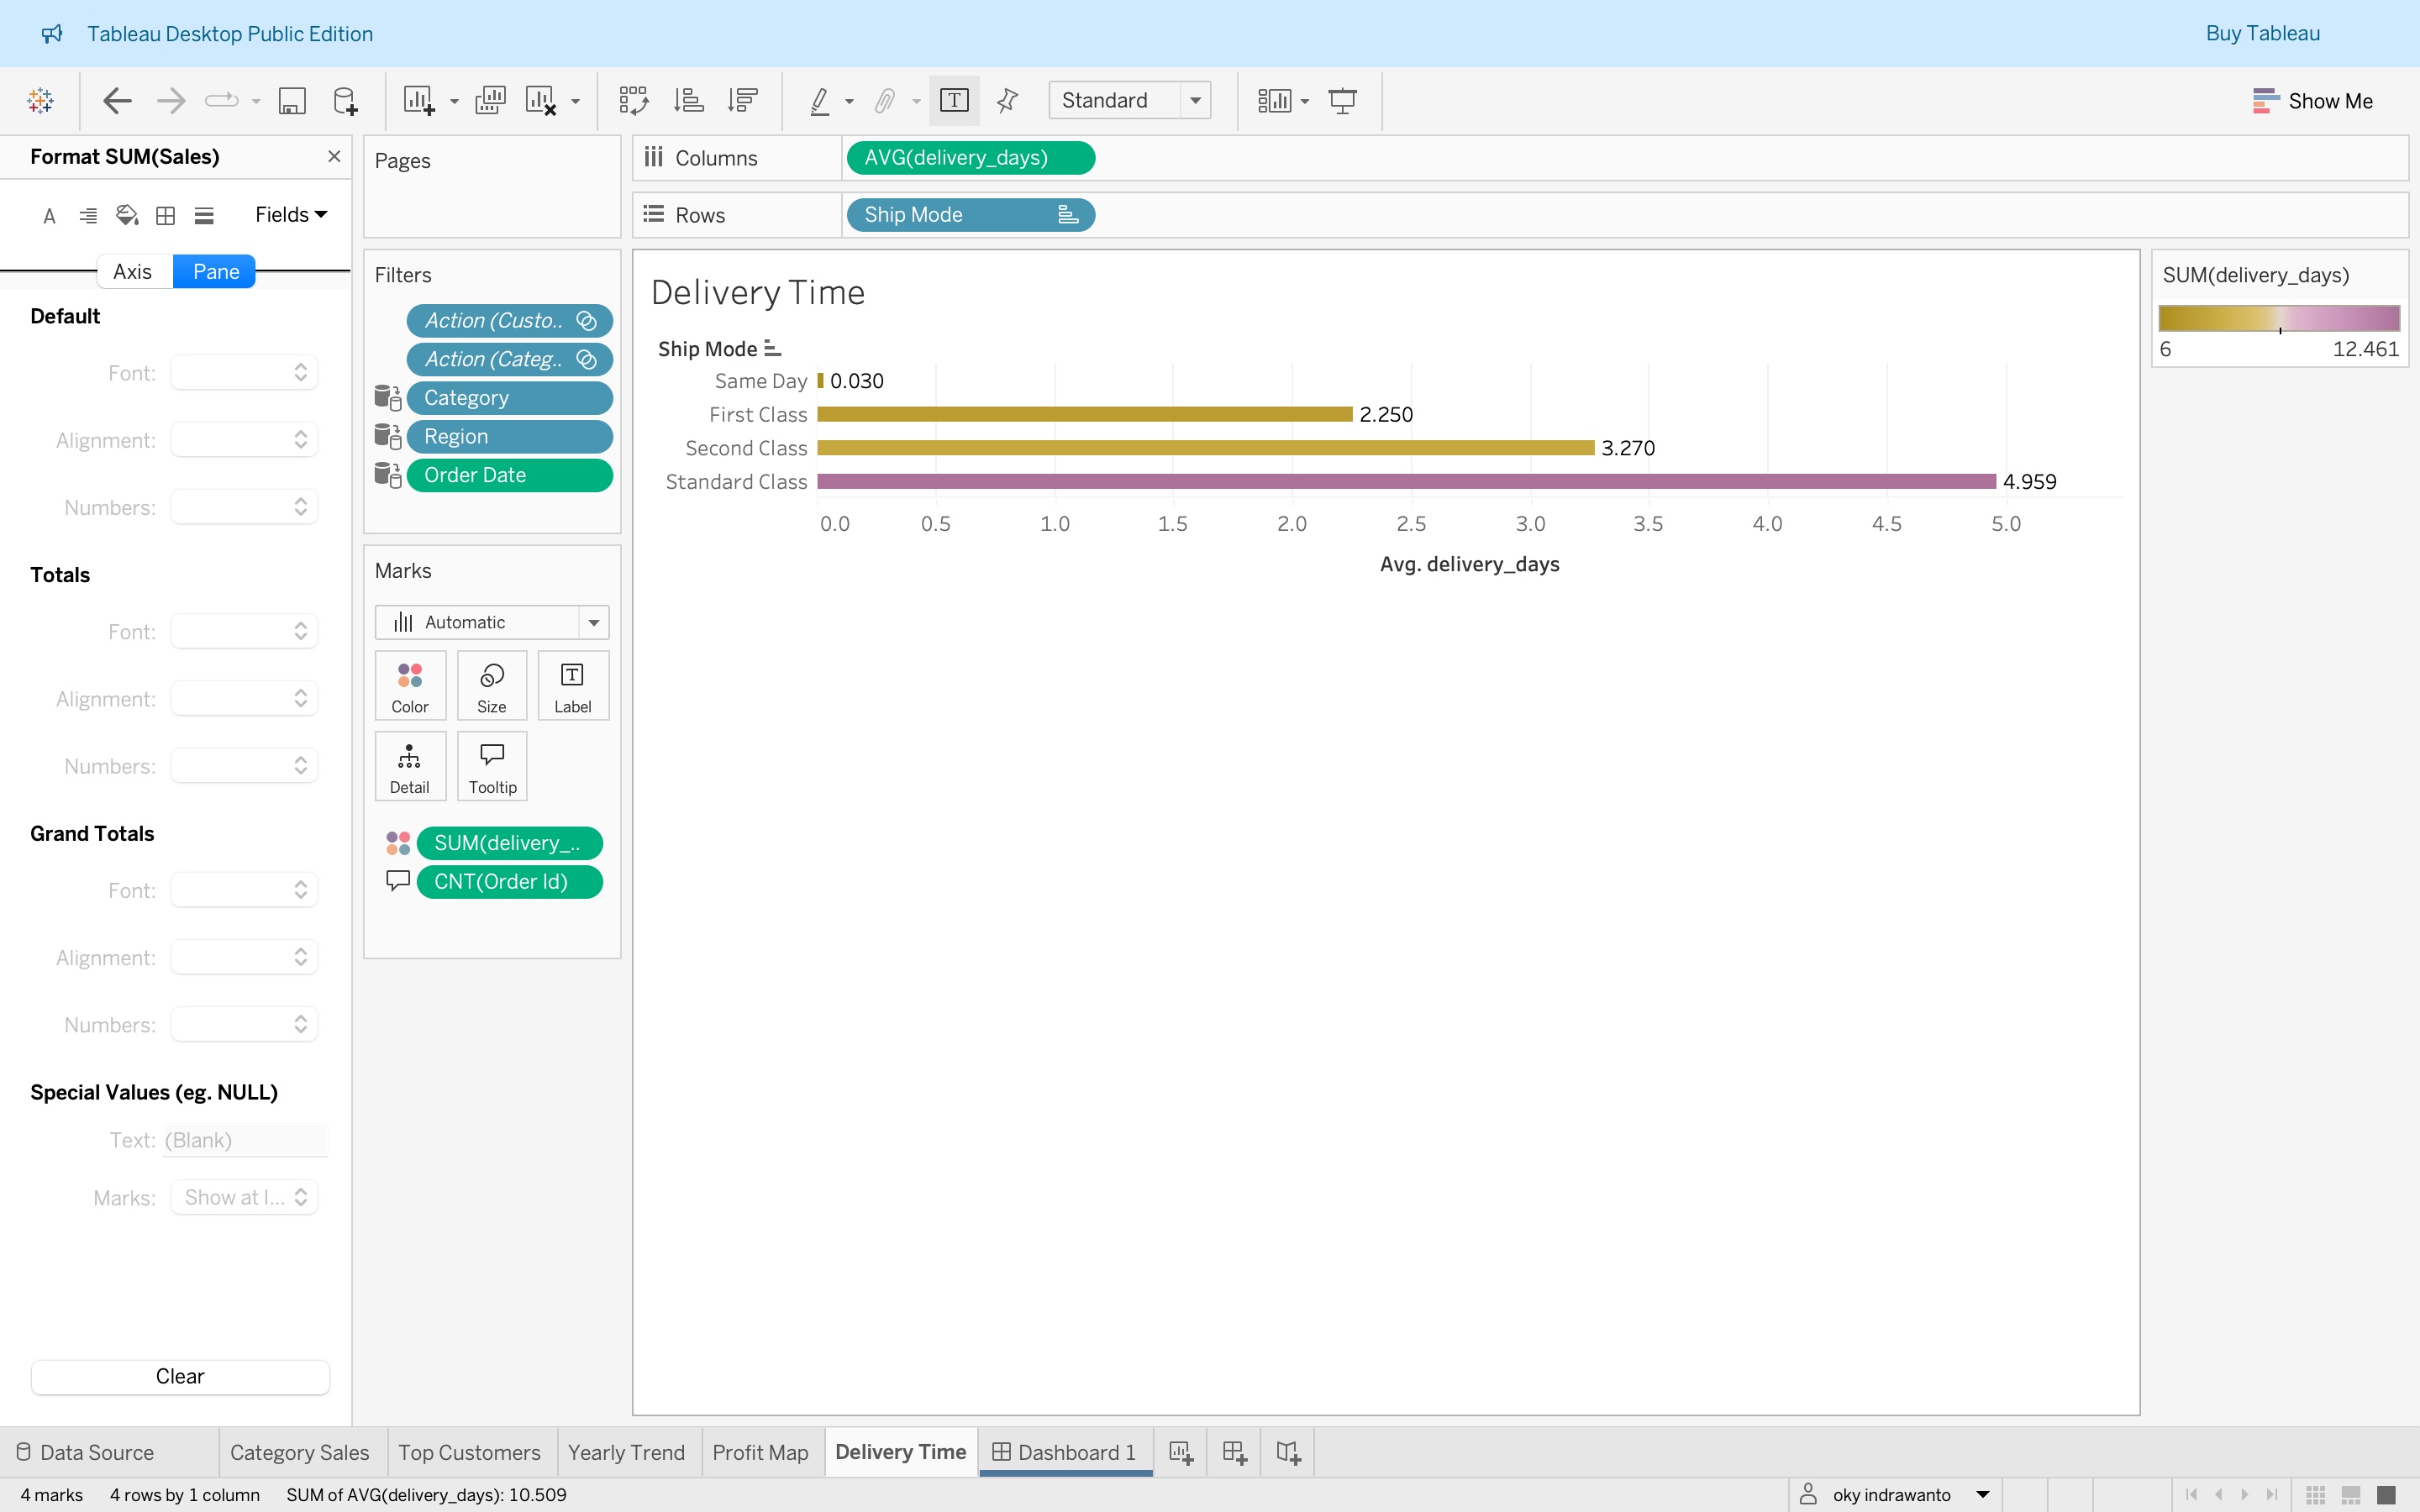 Tableau Desktop Public Edition
Buy Tableau
Standard
Show Me
Format SUM(Sales)
Fields
Axis
Pane
Default
Font:
Alignment:
Numbers:
Totals
Font:
Alignment:
Numbers:
Grand Totals
Font:
Alignment:
Numbers:
Special Values (eg. NULL)
Text: (Blank)
Marks: Show at l...
Clear
Pages
Filters
Action (Custo..
Action (Categ..
Category
Region
Order Date
Marks
Automatic
Color
Size
Label
Detail
Tooltip
SUM(delivery_..
CNT(Order Id)
Columns
AVG(delivery_days)
Rows
Ship Mode
Delivery Time
Ship Mode
Same Day 0.030
First Class 2.250
Second Class 3.270
Standard Class 4.959
0.0 0.5 1.0 1.5 2.0 2.5 3.0 3.5 4.0 4.5 5.0
Avg. delivery_days
SUM(delivery_days)
6 12.461
Data Source
Category Sales
Top Customers
Yearly Trend
Profit Map
Delivery Time
Dashboard 1
4 marks 4 rows by 1 column SUM of AVG(delivery_days): 10.509
oky indrawanto